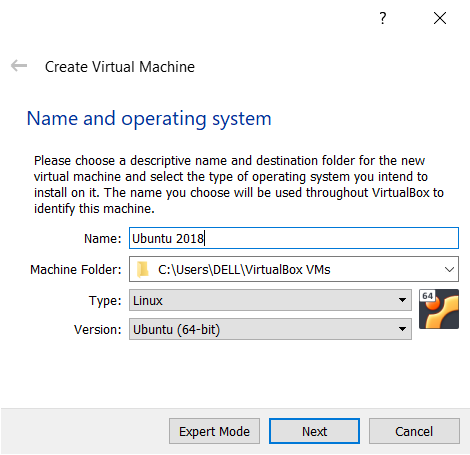 ?
Create Virtual Machine
Name and operating system
Please choose a descriptive name and destination folder for the new
virtual machine and select the type of operating system you intend to
install on it. The name you choose will be used throughout VirtualBox to
identify this machine.
Name: Ubuntu 2018
Machine Folder: C:\Users\DELL\VirtualBox VMs
Type: Linux
64
Version: Ubuntu (64-bit)
Expert Mode Next Cancel